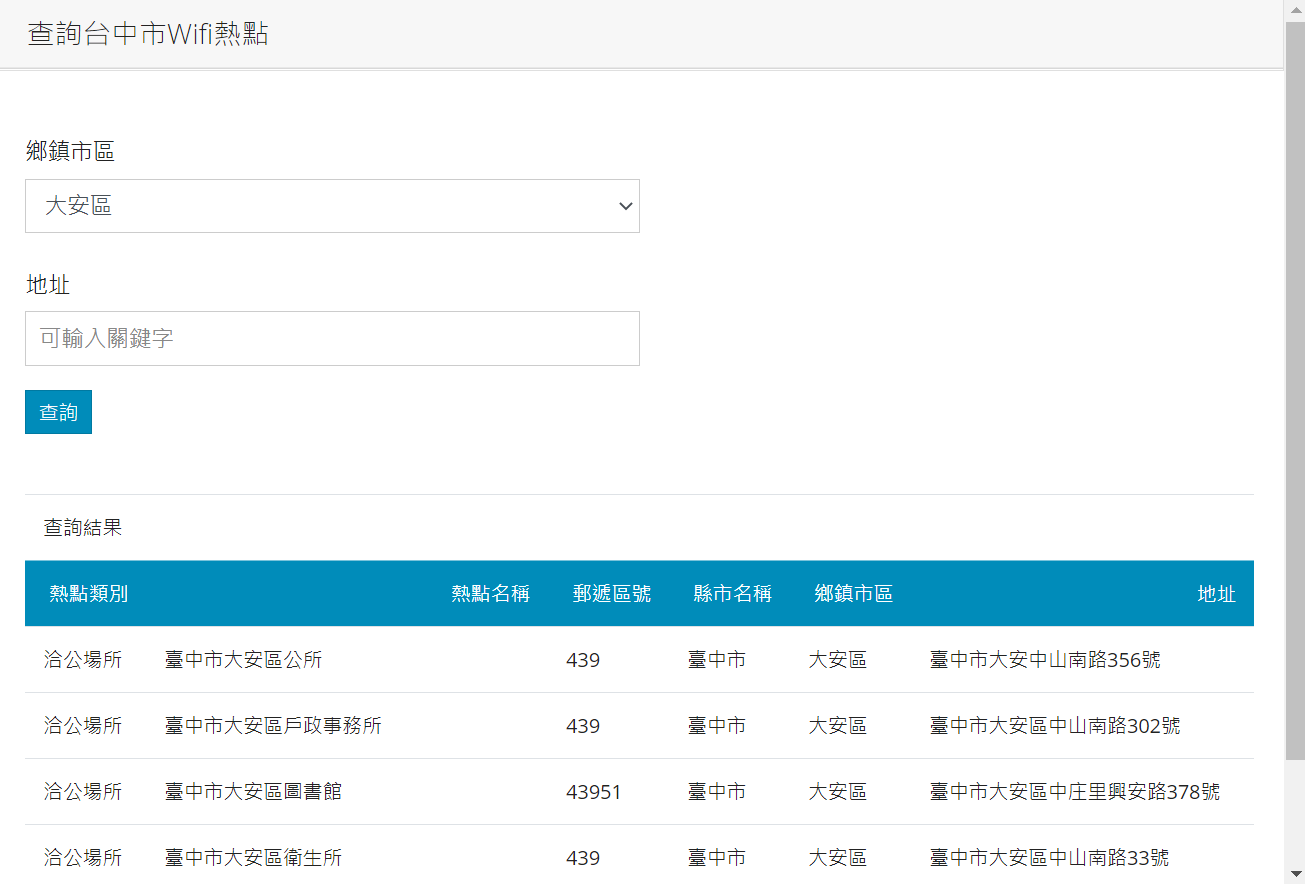 查詢台中市Wifi熱點
鄉鎮市區
大安區
地址
可輸入關鍵字
查詢
查詢結果
熱點類別 熱點名稱 郵遞區號 縣市名稱 鄉鎮市區 地址
洽公場所 臺中市大安區公所 439 臺中市 大安區 臺中市大安中山南路356號
洽公場所 臺中市大安區戶政事務所 439 臺中市 大安區 臺中市大安區中山南路302號
洽公場所 臺中市大安區圖書館 43951 臺中市 大安區 臺中市大安區中庄里興安路378號
洽公場所 臺中市大安區衛生所 439 臺中市 大安區 臺中市大安區中山南路33號